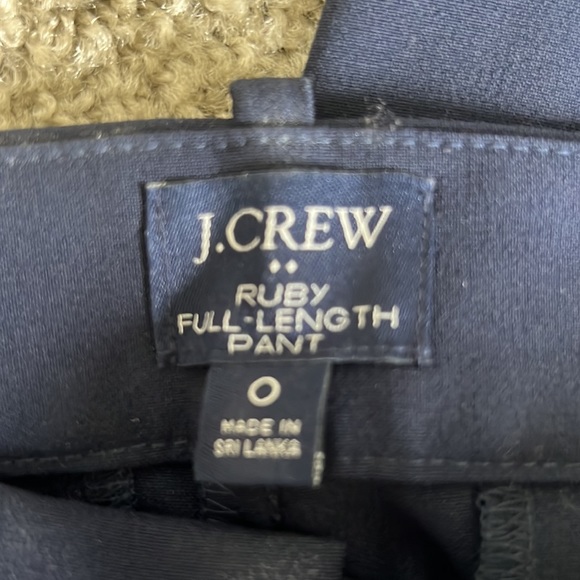 J.CREW
RUBY
FULL-LENGTH
PANT
0
MADE IN
SRI LANKA